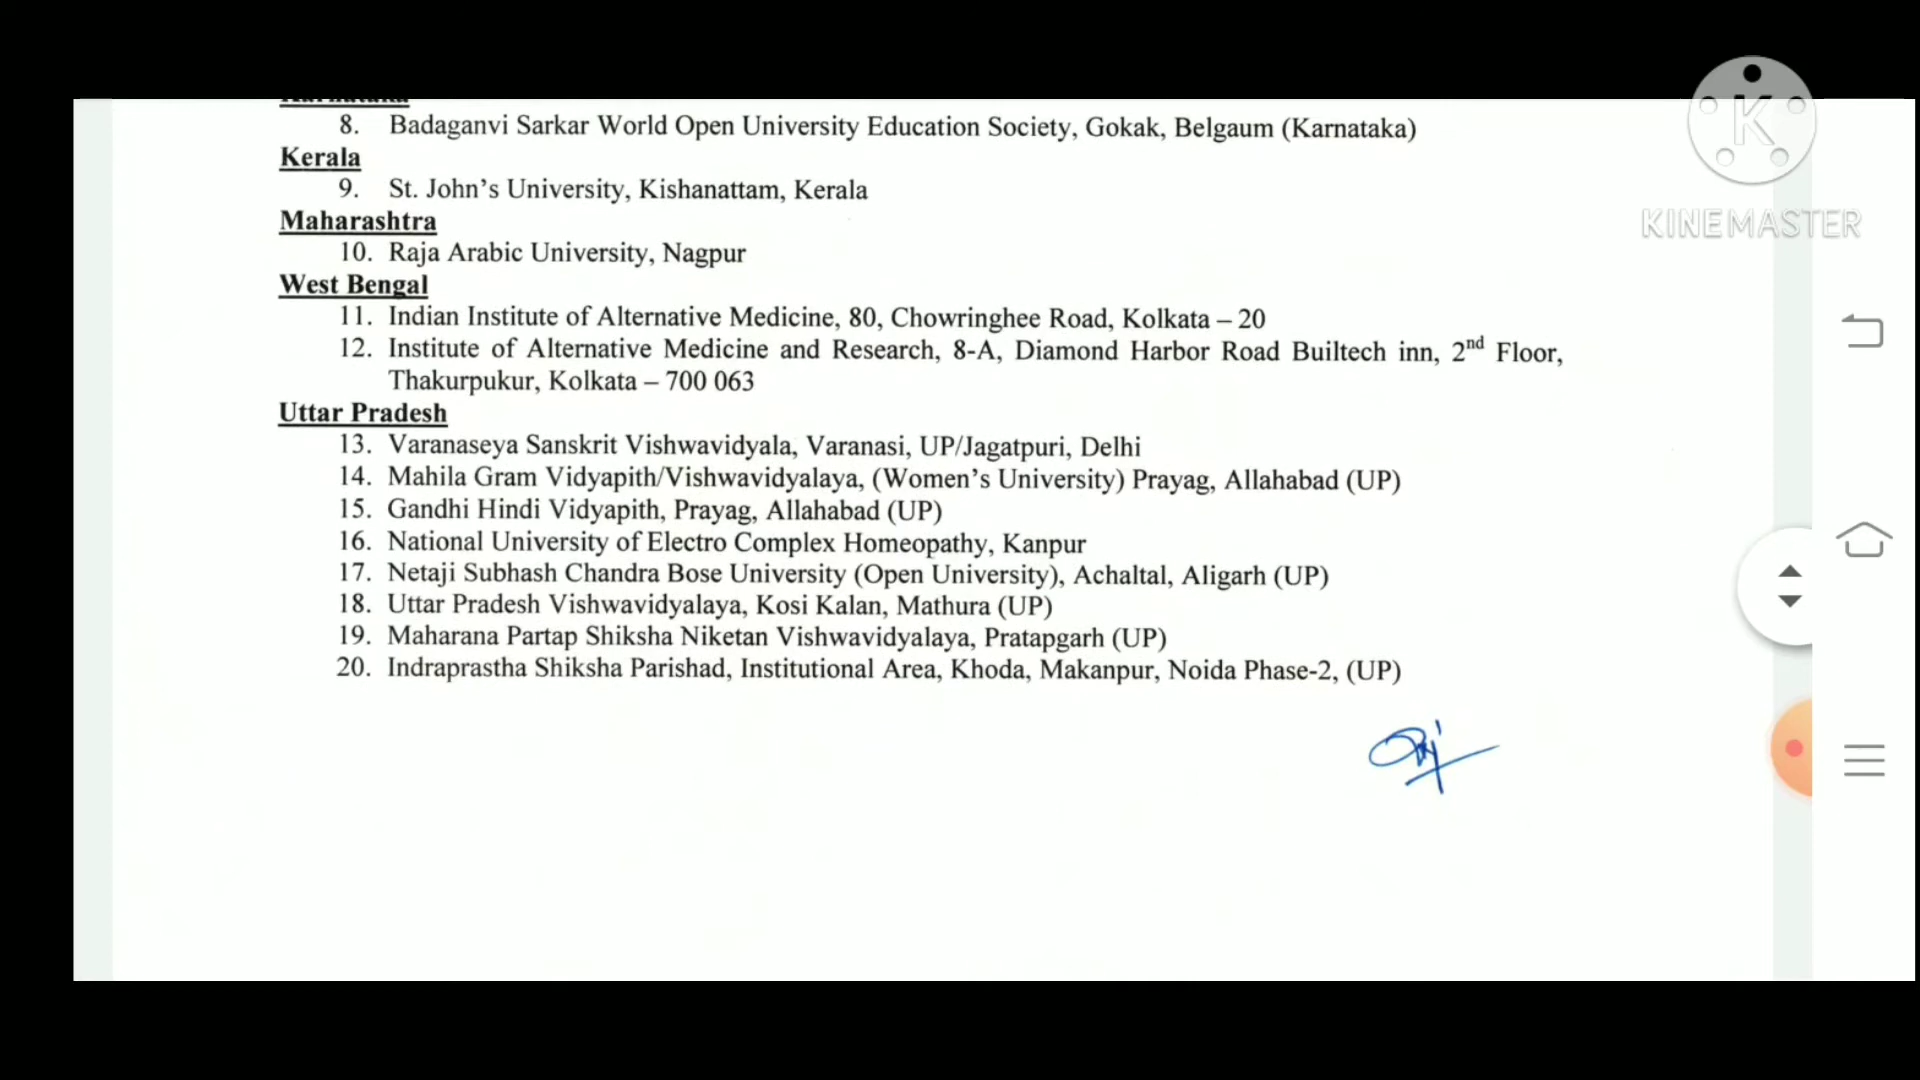 Karnataka
8. Badaganvi Sarkar World Open University Education Society, Gokak, Belgaum (Karnataka)
Kerala
9. St. John’s University, Kishanattam, Kerala
Maharashtra
10. Raja Arabic University, Nagpur
West Bengal
11. Indian Institute of Alternative Medicine, 80, Chowringhee Road, Kolkata – 20
12. Institute of Alternative Medicine and Research, 8-A, Diamond Harbor Road Builtech inn, 2nd Floor,
Thakurpukur, Kolkata – 700 063
Uttar Pradesh
13. Varanaseya Sanskrit Vishwavidyala, Varanasi, UP/Jagatpuri, Delhi
14. Mahila Gram Vidyapith/Vishwavidyalaya, (Women’s University) Prayag, Allahabad (UP)
15. Gandhi Hindi Vidyapith, Prayag, Allahabad (UP)
16. National University of Electro Complex Homeopathy, Kanpur
17. Netaji Subhash Chandra Bose University (Open University), Achaltal, Aligarh (UP)
18. Uttar Pradesh Vishwavidyalaya, Kosi Kalan, Mathura (UP)
19. Maharana Partap Shiksha Niketan Vishwavidyalaya, Pratapgarh (UP)
20. Indraprastha Shiksha Parishad, Institutional Area, Khoda, Makanpur, Noida Phase-2, (UP)
K
KINEMASTER